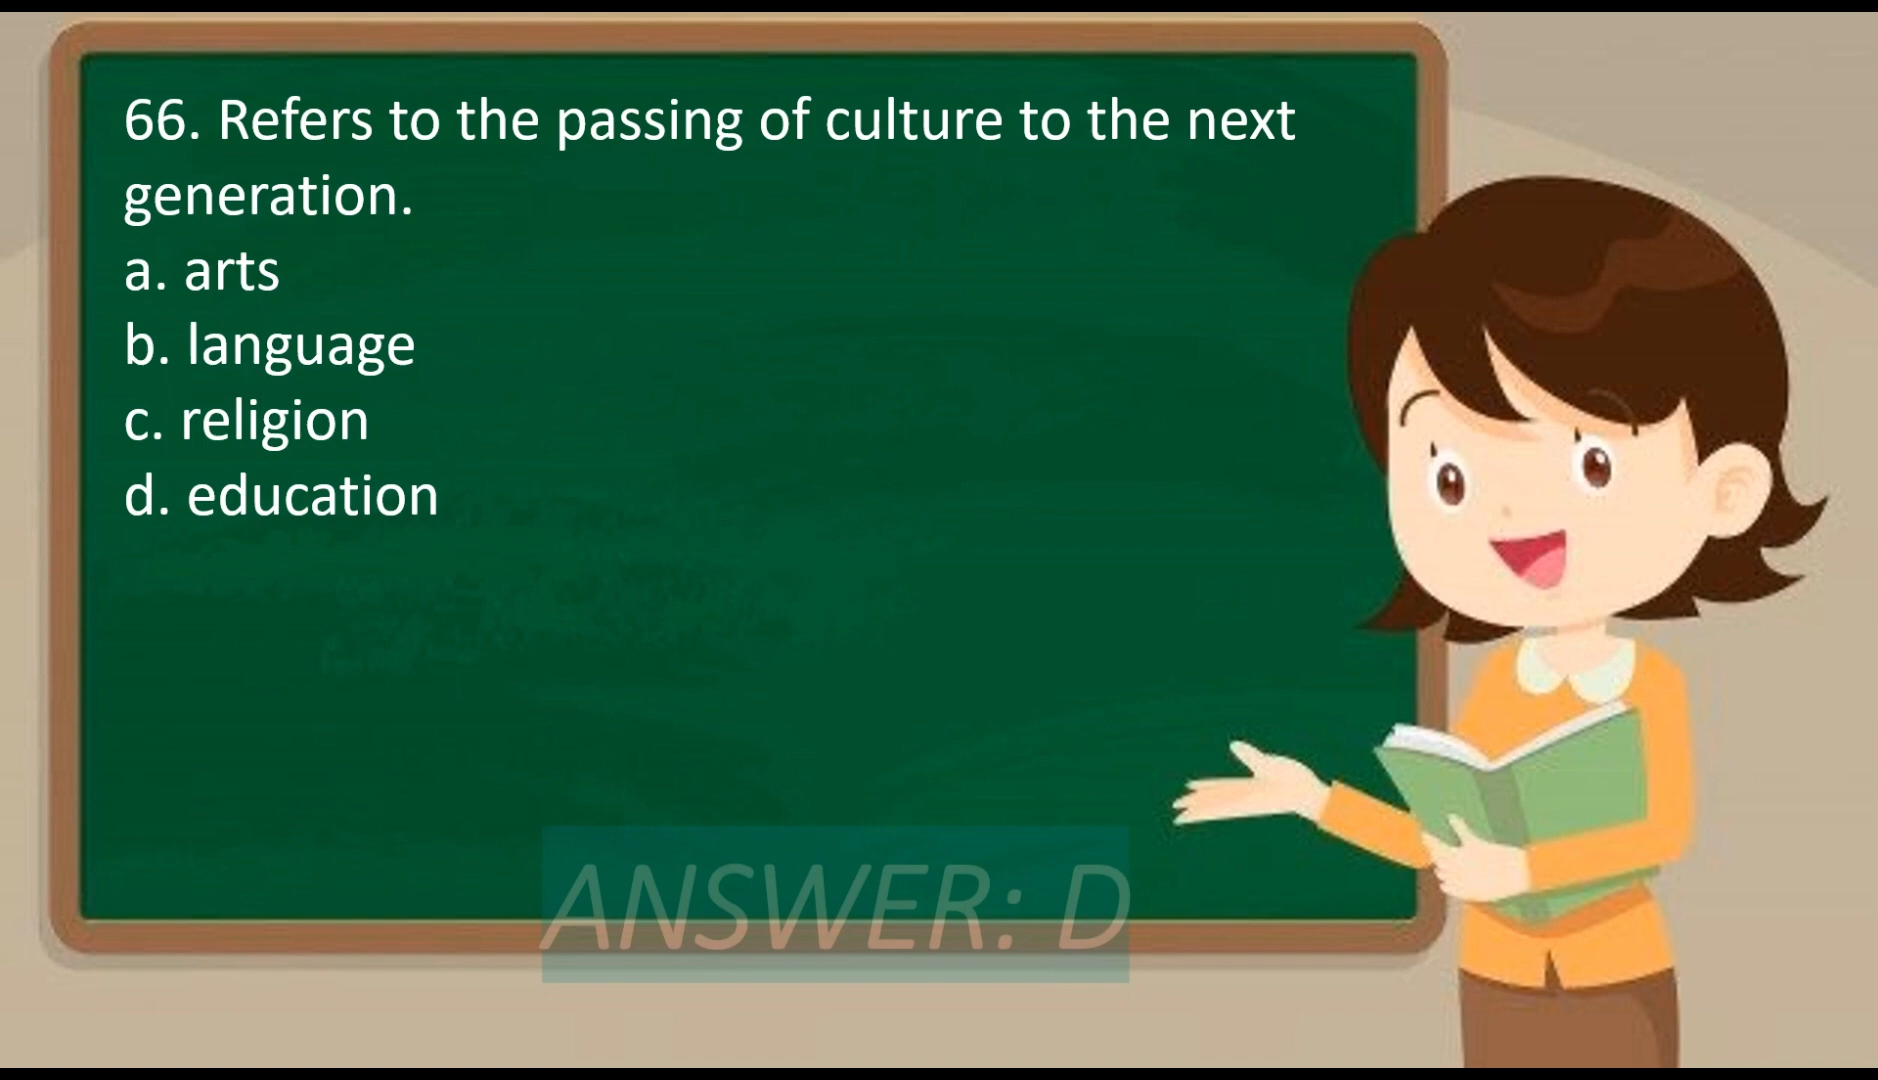 66. Refers to the passing of culture to the next
generation.
a. arts
b. language
c. religion
d. education
ANSWER: D